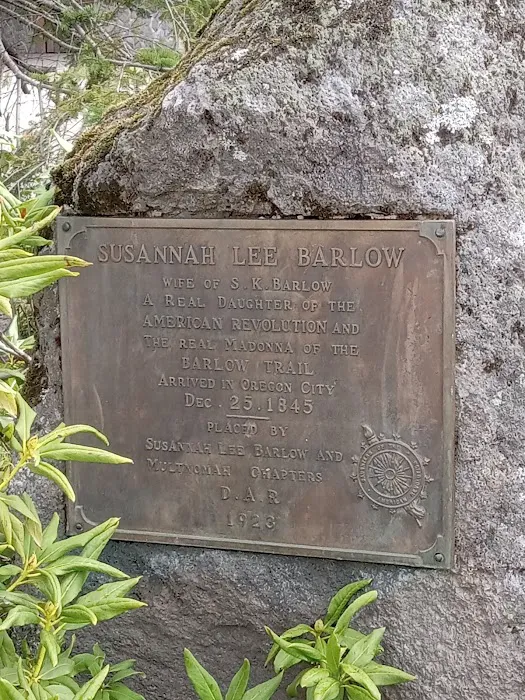 SUSANNAH LEE BARLOW
WIFE OF S.K. BARLOW
A REAL DAUGHTER OF THE
AMERICAN REVOLUTION AND
THE REAL MADONNA OF THE
BARLOW TRAIL
ARRIVED IN OREGON CITY
DEC. 25. 1845
PLACED BY
SUSANNAH LEE BARLOW AND
MULTNOMAH CHAPTERS
D.A.R.
1923